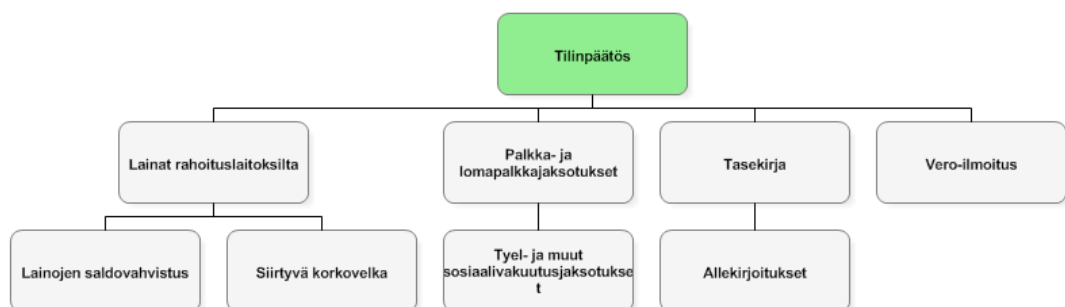 Tilinpäätös
Lainat rahoituslaitoksilta
Palkka- ja
lomapalkkajaksotukset
Tasekirja
Vero-ilmoitus
Lainojen saldovahvistus
Siirtyvä korkovelka
Tyel- ja muut
sosiaalivakuutusjaksotukse
t
Allekirjoitukset